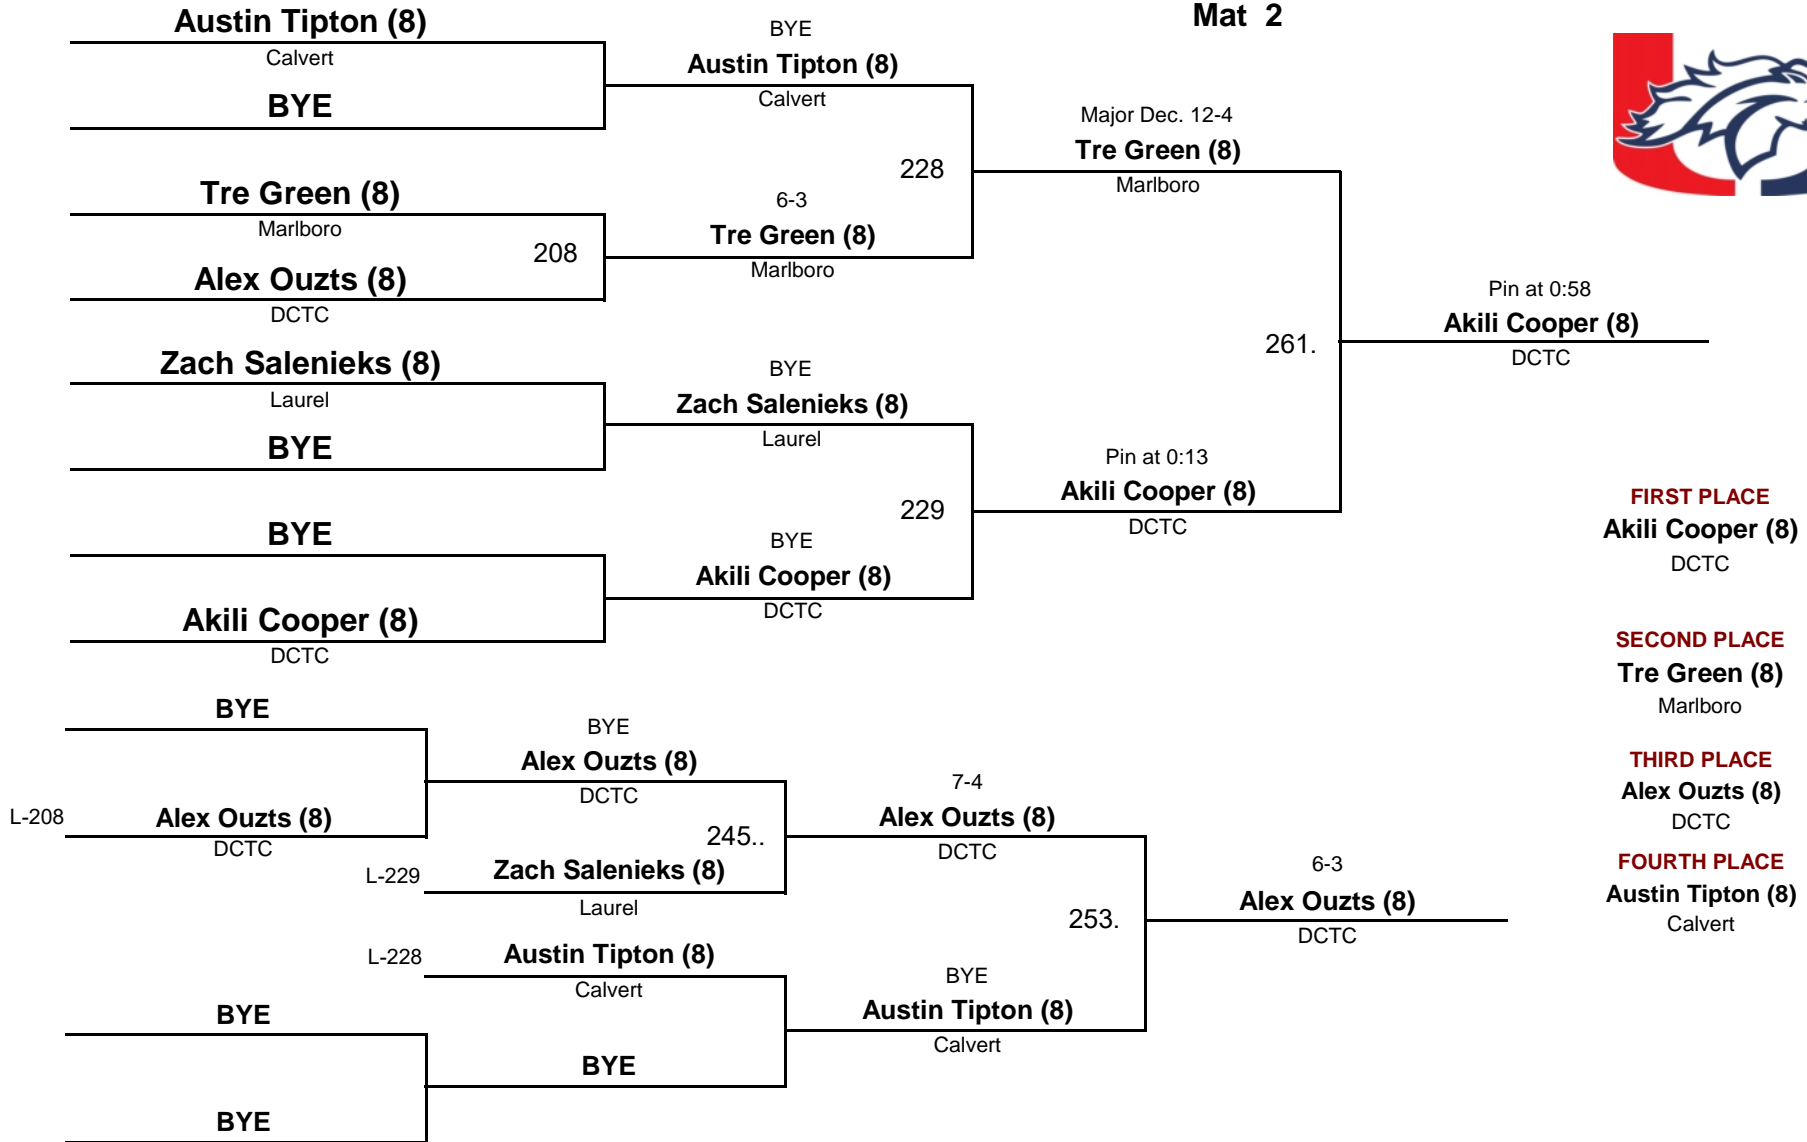 Mat 2
Austin Tipton (8)
Calvert
BYE
Tre Green (8)
Marlboro
208
Alex Ouzts (8)
DCTC
Zach Salenieks (8)
Laurel
BYE
BYE
Akili Cooper (8)
DCTC
BYE
Austin Tipton (8)
Calvert
228
6-3
Tre Green (8)
Marlboro
BYE
Zach Salenieks (8)
Laurel
229
BYE
Akili Cooper (8)
DCTC
Major Dec. 12-4
Tre Green (8)
Marlboro
261.
Pin at 0:13
Akili Cooper (8)
DCTC
Pin at 0:58
Akili Cooper (8)
DCTC
FIRST PLACE
Akili Cooper (8)
DCTC
SECOND PLACE
Tre Green (8)
Marlboro
THIRD PLACE
Alex Ouzts (8)
DCTC
FOURTH PLACE
Austin Tipton (8)
Calvert
BYE
L-208
Alex Ouzts (8)
DCTC
BYE
BYE
BYE
Alex Ouzts (8)
DCTC
245..
L-229
Zach Salenieks (8)
Laurel
L-228
Austin Tipton (8)
Calvert
BYE
7-4
Alex Ouzts (8)
DCTC
253.
BYE
Austin Tipton (8)
Calvert
6-3
Alex Ouzts (8)
DCTC